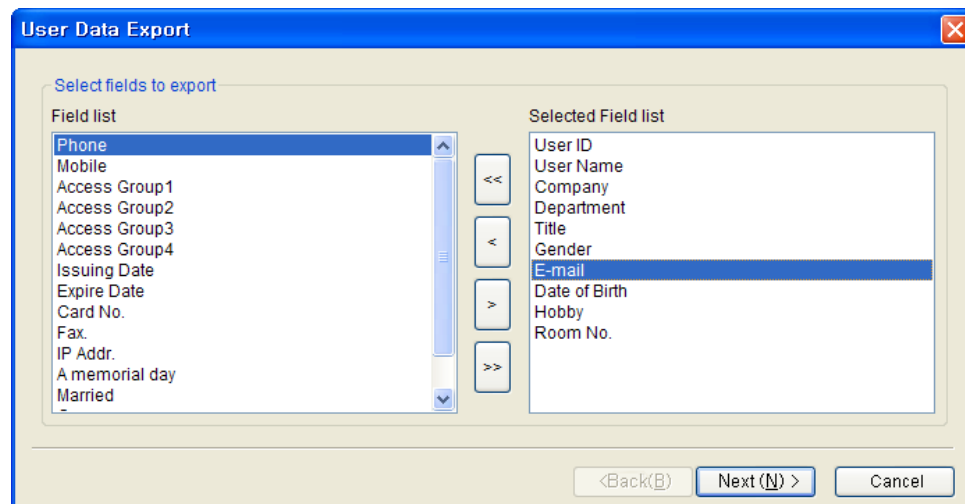 User Data Export
Select fields to export
Field list
Phone
Mobile
Access Group1
Access Group2
Access Group3
Access Group4
Issuing Date
Expire Date
Card No.
Fax.
IP Addr.
A memorial day
Married
<<
<
>
>>
Selected Field list
User ID
User Name
Company
Department
Title
Gender
E-mail
Date of Birth
Hobby
Room No.
<Back(B)
Next (N) >
Cancel